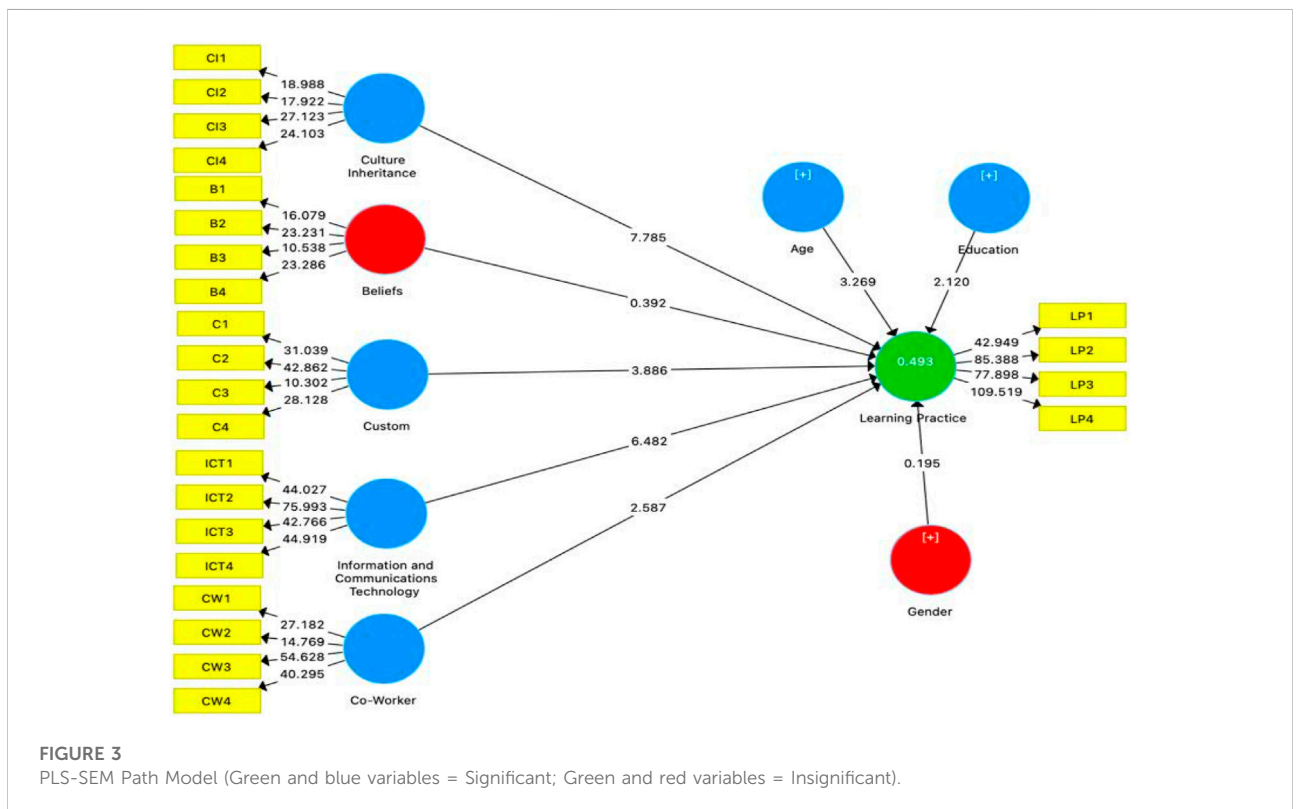 CI1
CI2
CI3
CI4
18.988
17.922
27.123
24.103
Culture
Inheritance
B1
B2
B3
B4
16.079
23.231
10.538
23.286
Beliefs
C1
C2
C3
C4
31.039
42.862
10.302
28.128
Custom
ICT1
ICT2
ICT3
ICT4
44.027
75.993
42.766
44.919
Information and
Communications
Technology
CW1
CW2
CW3
CW4
27.182
14.769
54.628
40.295
Co-Worker
7.785
0.392
3.886
6.482
2.587
[+]
Age
3.269
[+]
Education
2.120
0.493
Learning Practice
42.949
85.388
77.898
109.519
LP1
LP2
LP3
LP4
0.195
[+]
Gender
FIGURE 3
PLS-SEM Path Model (Green and blue variables = Significant; Green and red variables = Insignificant).